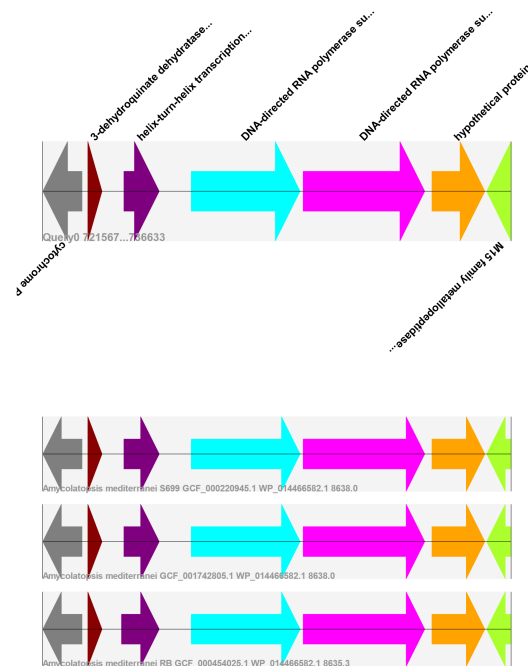 3-dehydroquinate dehydratase...
helix-turn-helix transcription...
DNA-directed RNA polymerase su...
DNA-directed RNA polymerase su...
hypothetical protein
Query0 721567...736633
cytochrome P
M15 family metallopeptidase...
Amycolatopsis mediterranei S699 GCF_000220945.1 WP_014466582.1 8638.0
Amycolatopsis mediterranei GCF_001742805.1 WP_014466582.1 8638.0
Amycolatopsis mediterranei RB GCF_000454025.1 WP_014466582.1 8635.3